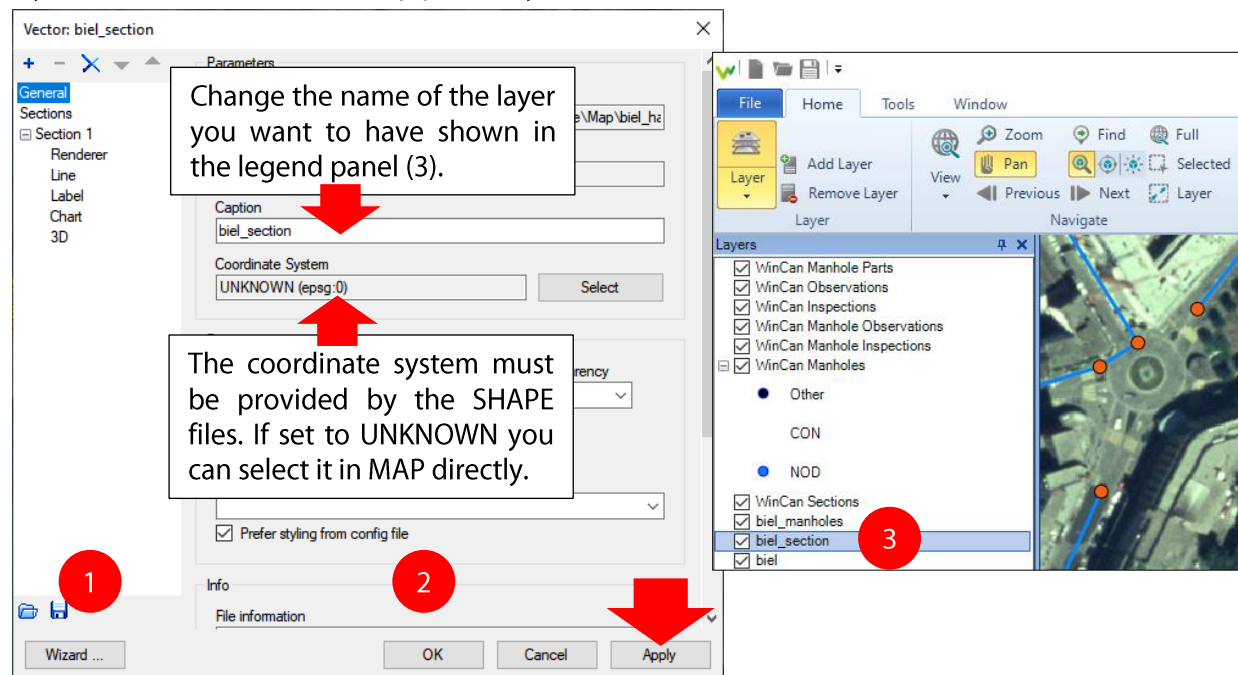 Vector: biel_section
General
Sections
Section 1
Renderer
Line
Label
Chart
3D
Parameters
Change the name of the layer
you want to have shown in
the legend panel (3).
e\Map\biel_ha
Caption
biel_section
Coordinate System
UNKNOWN (epsg:0)
Select
The coordinate system must
be provided by the SHAPE
files. If set to UNKNOWN you
can select it in MAP directly.
Prefer styling from config file
1
2
Info
File information
Wizard ...
OK
Cancel
Apply
File
Home
Tools
Window
Layer
Add Layer
Remove Layer
Layer
View
Zoom
Find
Full
Pan
Selected
Previous
Next
Layer
Navigate
Layers
WinCan Manhole Parts
WinCan Observations
WinCan Inspections
WinCan Manhole Observations
WinCan Manhole Inspections
WinCan Manholes
Other
CON
NOD
WinCan Sections
biel_manholes
biel_section
3
biel